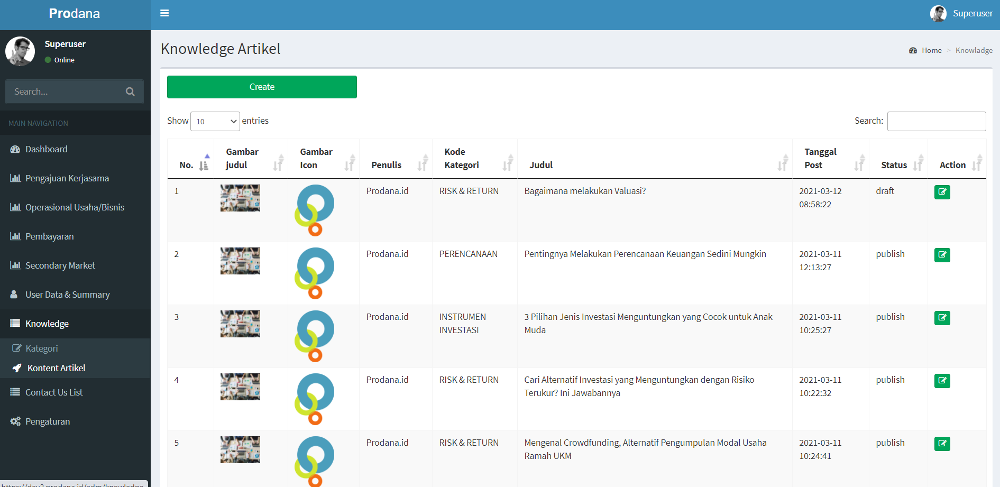 Prodana
Superuser
Superuser
Online
Search...
MAIN NAVIGATION
Dashboard
Pengajuan Kerjasama
Operasional Usaha/Bisnis
Pembayaran
Secondary Market
User Data & Summary
Knowledge
Kategori
Kontent Artikel
Contact Us List
Pengaturan
https://dev2.prodana.id/adm/knowledge
Knowledge Artikel
Home > Knowladge
Create
Show 10 entries
Search:
No. Gambar judul Gambar Icon Penulis Kode Kategori Judul Tanggal Post Status Action
1 Prodana.id RISK & RETURN Bagaimana melakukan Valuasi? 2021-03-12 draft
08:58:22
2 Prodana.id PERENCANAAN Pentingnya Melakukan Perencanaan Keuangan Sedini Mungkin 2021-03-11 publish
12:13:27
3 Prodana.id INSTRUMEN 3 Pilihan Jenis Investasi Menguntungkan yang Cocok untuk Anak 2021-03-11 publish
INVESTASI Muda 10:25:27
4 Prodana.id RISK & RETURN Cari Alternatif Investasi yang Menguntungkan dengan Risiko 2021-03-11 publish
Terukur? Ini Jawabannya 10:22:32
5 Prodana.id RISK & RETURN Mengenal Crowdfunding, Alternatif Pengumpulan Modal Usaha 2021-03-11 publish
Ramah UKM 10:24:41